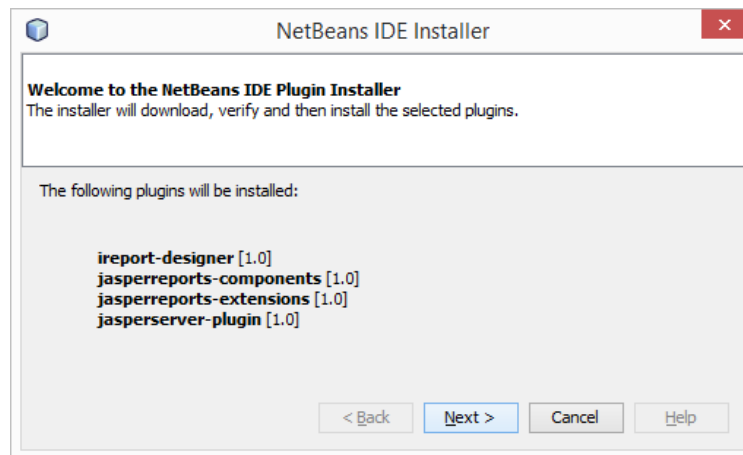 NetBeans IDE Installer
Welcome to the NetBeans IDE Plugin Installer
The installer will download, verify and then install the selected plugins.
The following plugins will be installed:
ireport-designer [1.0]
jasperreports-components [1.0]
jasperreports-extensions [1.0]
jasperserver-plugin [1.0]
< Back Next > Cancel Help